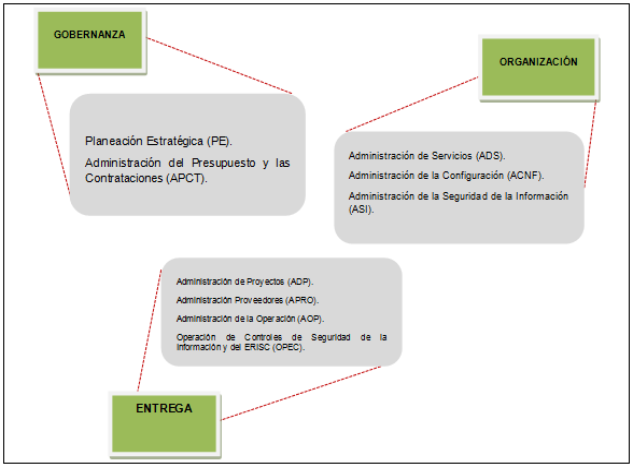 GOBERNANZA
Planeación Estratégica (PE).
Administración del Presupuesto y las
Contrataciones (APCT).
ORGANIZACIÓN
Administración de Servicios (ADS).
Administración de la Configuración (ACNF).
Administración de la Seguridad de la Información
(ASI).
Administración de Proyectos (ADP).
Administración Proveedores (APRO).
Administración de la Operación (AOP).
Operación de Controles de Seguridad de la
Información y del ERISC (OPEC).
ENTREGA